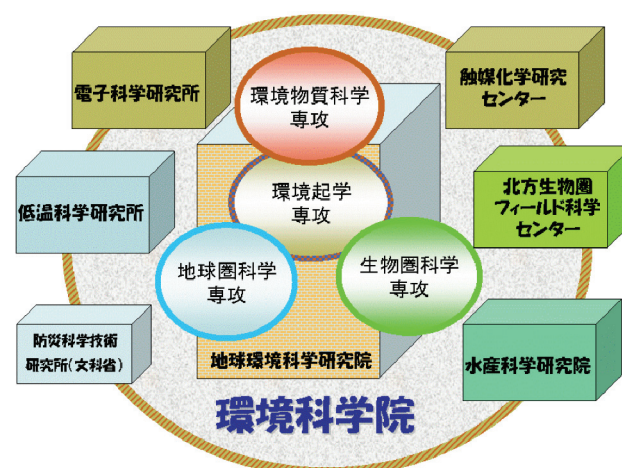 電子科学研究所
環境物質科学
専攻
触媒化学研究
センター
低温科学研究所
環境起学
専攻
北方生物圏
フィールド科学
センター
地球圏科学
専攻
生物圏科学
専攻
防災科学技術
研究所(文科省)
地球環境科学研究院
水産科学研究院
環境科学院